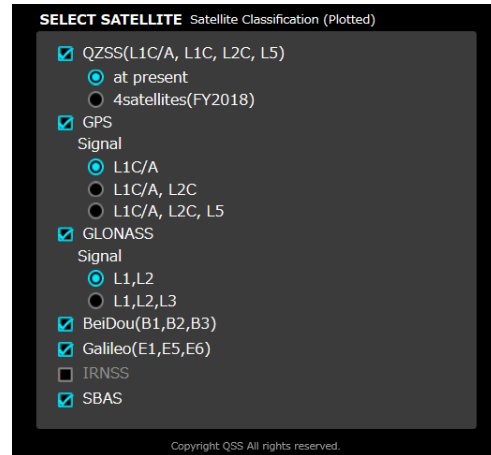 SELECT SATELLITE Satellite Classification (Plotted)
QZSS(L1C/A, L1C, L2C, L5)
at present
4satellites(FY2018)
GPS
Signal
L1C/A
L1C/A, L2C
L1C/A, L2C, L5
GLONASS
Signal
L1,L2
L1,L2,L3
BeiDou(B1,B2,B3)
Galileo(E1,E5,E6)
IRNSS
SBAS
Copyright QSS All rights reserved.